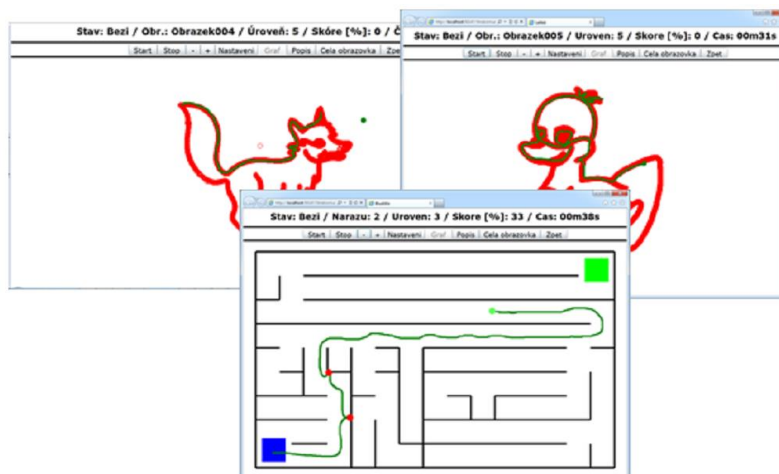 Stav: Bezi / Obr.: Obrazek004 / Úroveň: 5 / Skóre [%]: 0 / Č
Start Stop - + Nastaveni Graf Popis Cela obrazovka Zpet
Stav: Bezi / Obr.: Obrazek005 / Uroven: 5 / Skore [%]: 0 / Cas: 00m31s
Start Stop - + Nastaveni Graf Popis Cela obrazovka Zpet
Stav: Bezi / Narazu: 2 / Uroven: 3 / Skore [%]: 33 / Cas: 00m38s
Start Stop - + Nastaveni Graf Popis Cela obrazovka Zpet